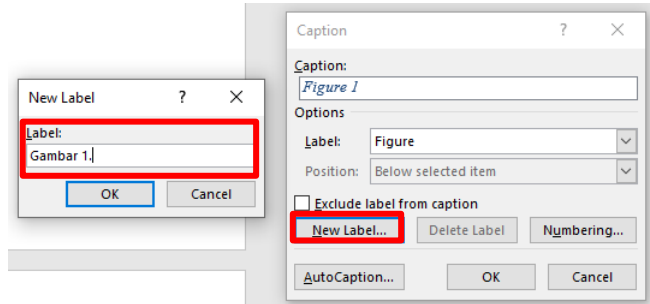 New Label ? ×
Label:
Gambar 1.
OK Cancel
Caption ? ×
Caption:
Figure 1
Options
Label: Figure
Position: Below selected item
Exclude label from caption
New Label... Delete Label Numbering...
AutoCaption... OK Cancel